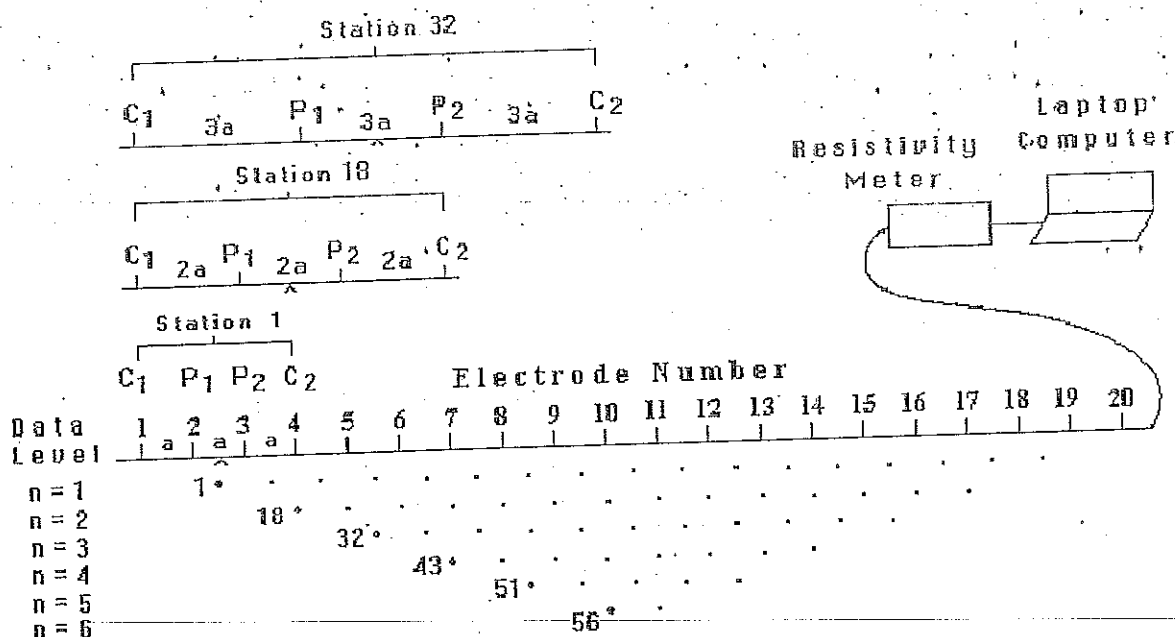 Station 32
C1 3a P1 3a P2 3a C2
Laptop
Computer
Resistivity
Meter
Station 18
C1 2a P1 2a P2 2a C2
Station 1
C1 P1 P2 C2
Electrode Number
Data
Level
1 2 3 4 5 6 7 8 9 10 11 12 13 14 15 16 17 18 19 20
a a a
n = 1
1
n = 2
18
n = 3
32
n = 4
43
n = 5
51
n = 6
56